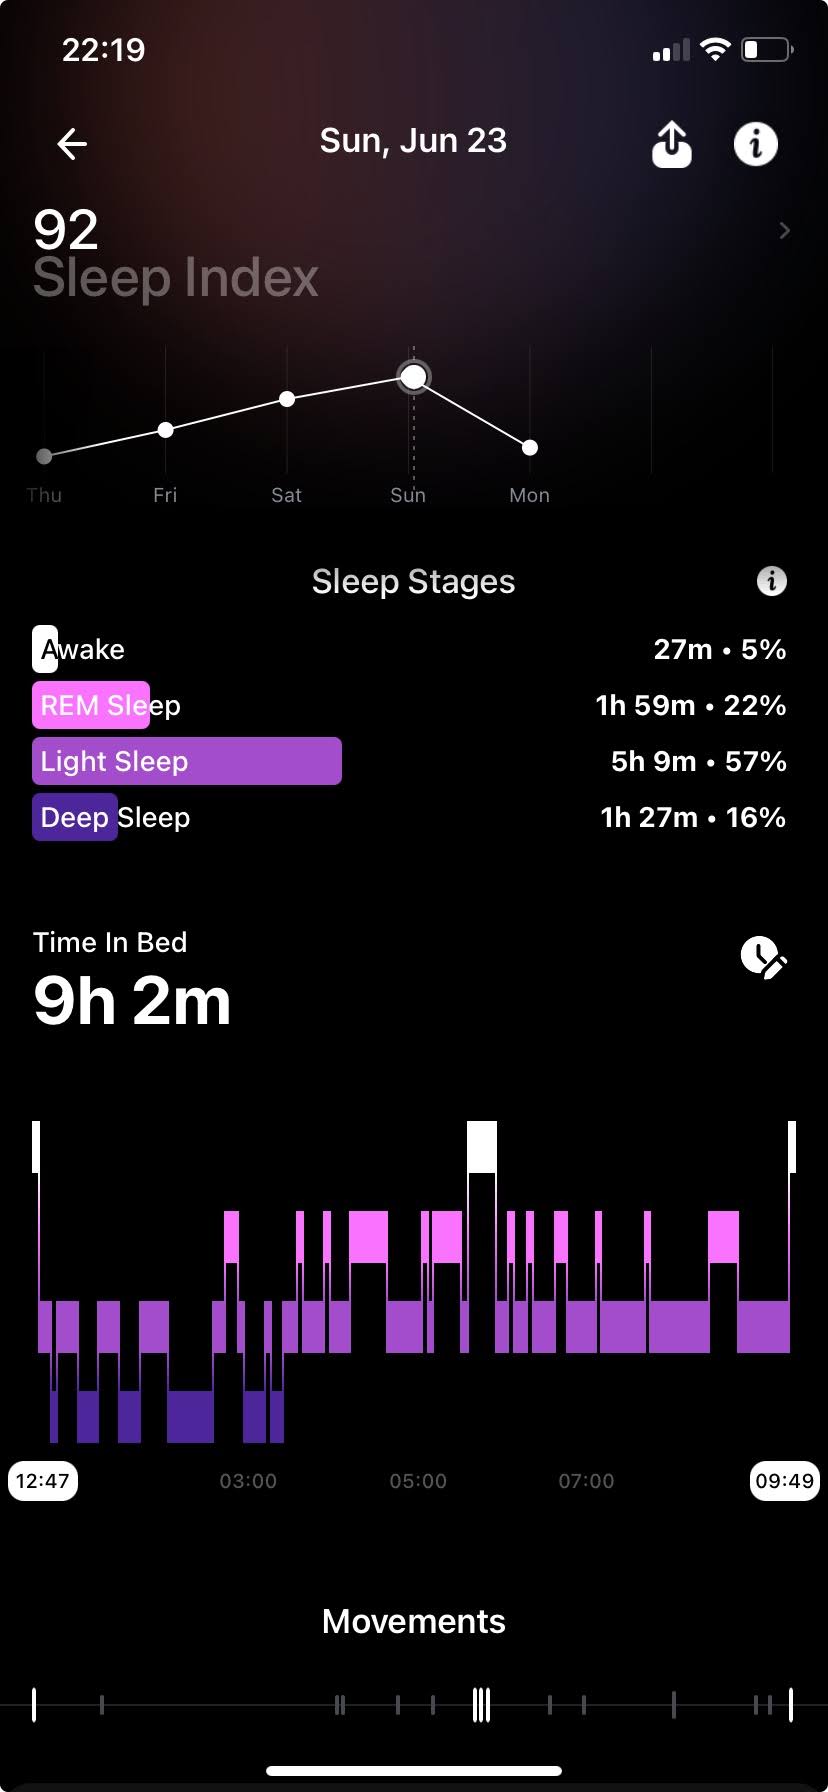 22:19
Sun, Jun 23
92
Sleep Index
Thu Fri Sat Sun Mon
Sleep Stages
Awake 27m • 5%
REM Sleep 1h 59m • 22%
Light Sleep 5h 9m • 57%
Deep Sleep 1h 27m • 16%
Time In Bed
9h 2m
12:47 03:00 05:00 07:00 09:49
Movements